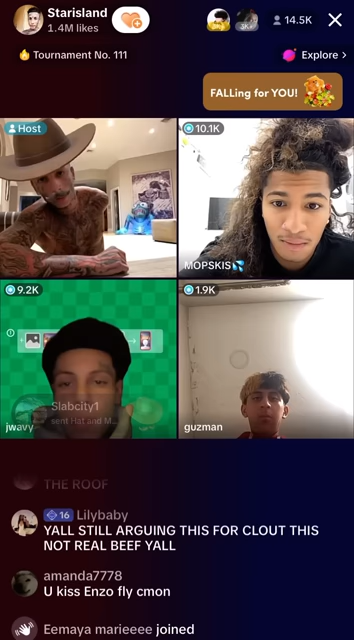 Starisland
1.4M likes
3K+
14.5K
Tournament No. 111
Explore >
FALLing for YOU!
Host
10.1K
MOPSKIS💦
9.2K
1.9K
Slabcity1
sent Hat and M...
jwavy
guzman
THE ROOF
16 Lilybaby
YALL STILL ARGUING THIS FOR CLOUT THIS
NOT REAL BEEF YALL
amanda7778
U kiss Enzo fly cmon
Eemaya marieeee joined